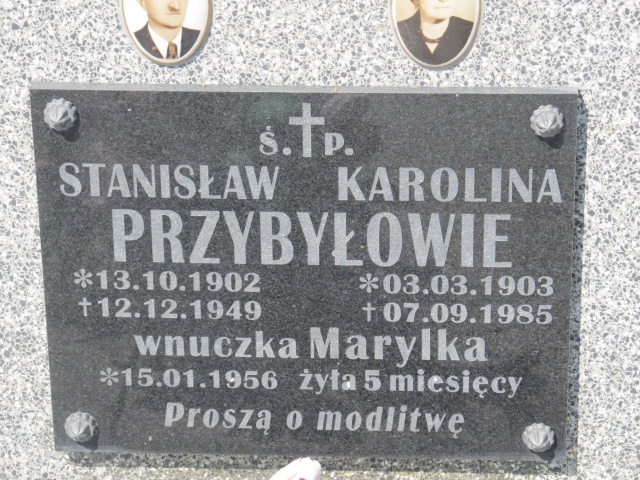 Ś.†P.
STANISŁAW KAROLINA
PRZYBYŁOWIE
*13.10.1902 *03.03.1903
†12.12.1949 †07.09.1985
wnuczka Marylka
*15.01.1956 żyła 5 miesięcy
Proszą o modlitwę